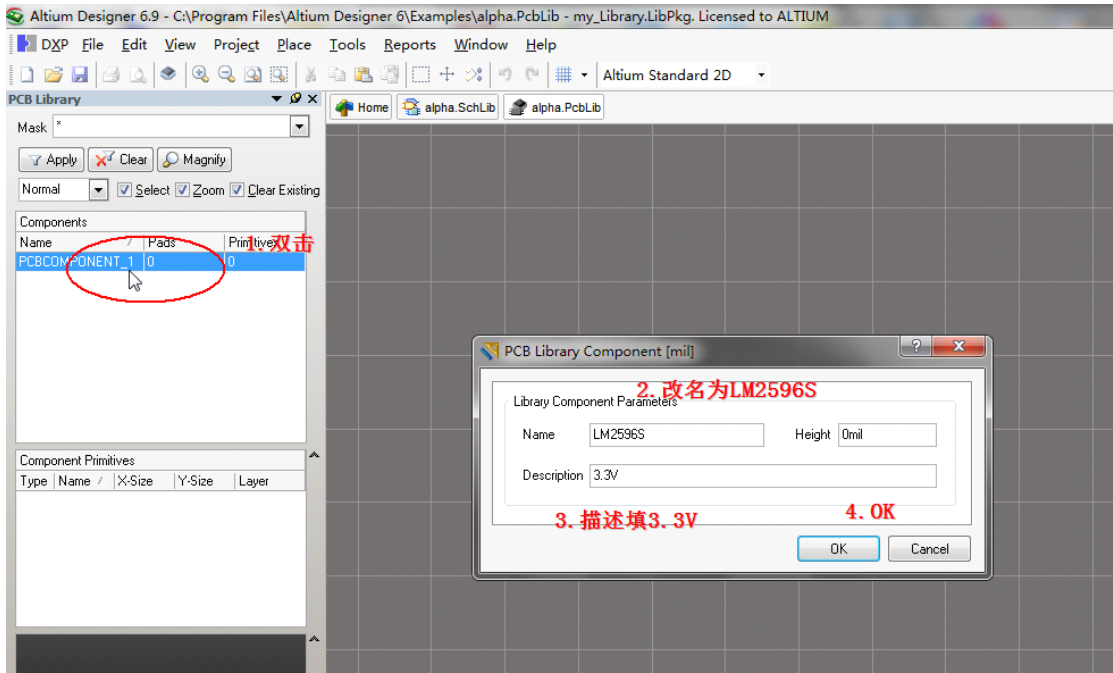 Altium Designer 6.9 - C:\Program Files\Altium Designer 6\Examples\alpha.PcbLib - my_Library.LibPkg. Licensed to ALTIUM
DXP File Edit View Project Place Tools Reports Window Help
Altium Standard 2D
PCB Library
Home alpha.SchLib alpha.PcbLib
Mask *
Apply Clear Magnify
Normal Select Zoom Clear Existing
Components
Name / Pads Primitives
1. 双击
PCBCOMPONENT_1 0 0
PCB Library Component [mil]
2. 改名为LM2596S
Library Component Parameters
Name LM2596S Height 0mil
Description 3.3V
3. 描述填3.3V
4. OK
OK Cancel
Component Primitives
Type Name / X-Size Y-Size Layer